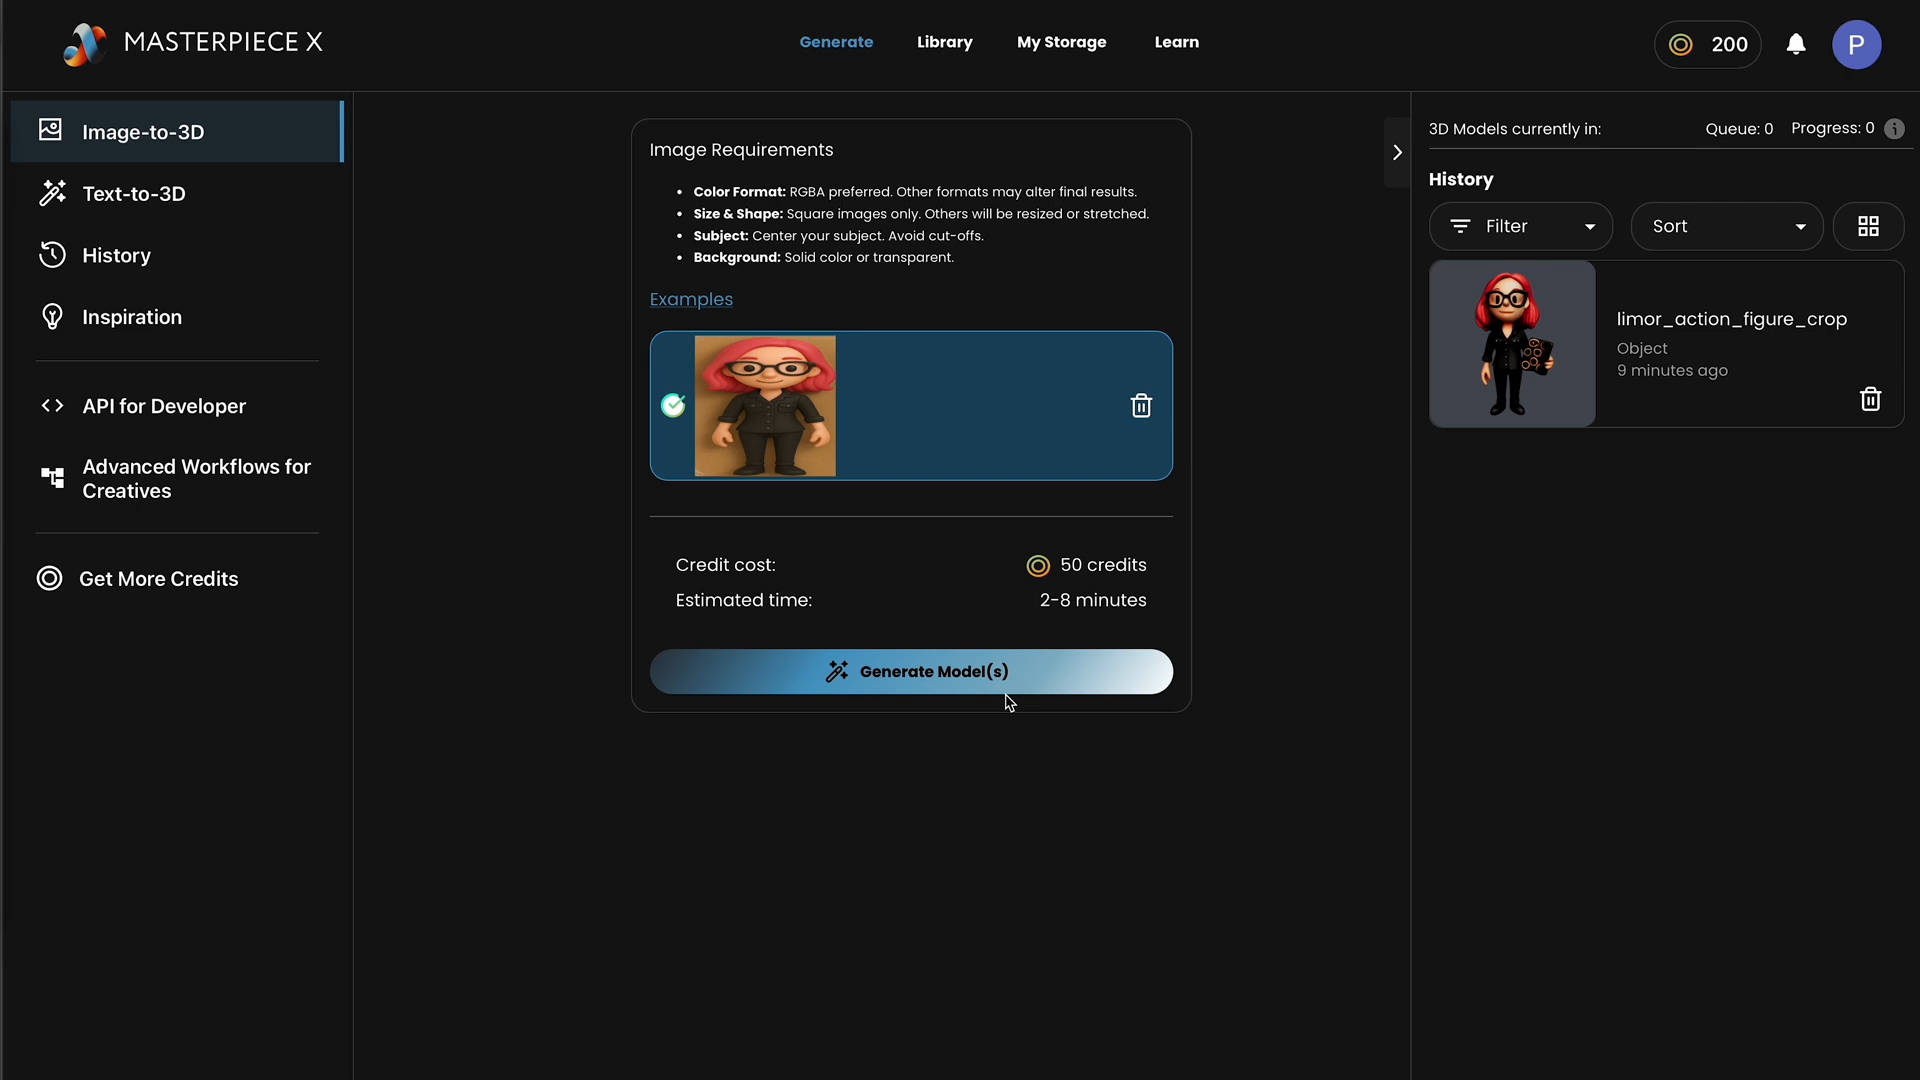 MASTERPIECE X
Generate
Library
My Storage
Learn
200
P
Image-to-3D
Text-to-3D
History
Inspiration
API for Developer
Advanced Workflows for
Creatives
Get More Credits
Image Requirements
• Color Format: RGBA preferred. Other formats may alter final results.
• Size & Shape: Square images only. Others will be resized or stretched.
• Subject: Center your subject. Avoid cut-offs.
• Background: Solid color or transparent.
Examples
Credit cost:
50 credits
Estimated time:
2-8 minutes
Generate Model(s)
3D Models currently in:
Queue: 0
Progress: 0
History
Filter
Sort
limor_action_figure_crop
Object
9 minutes ago